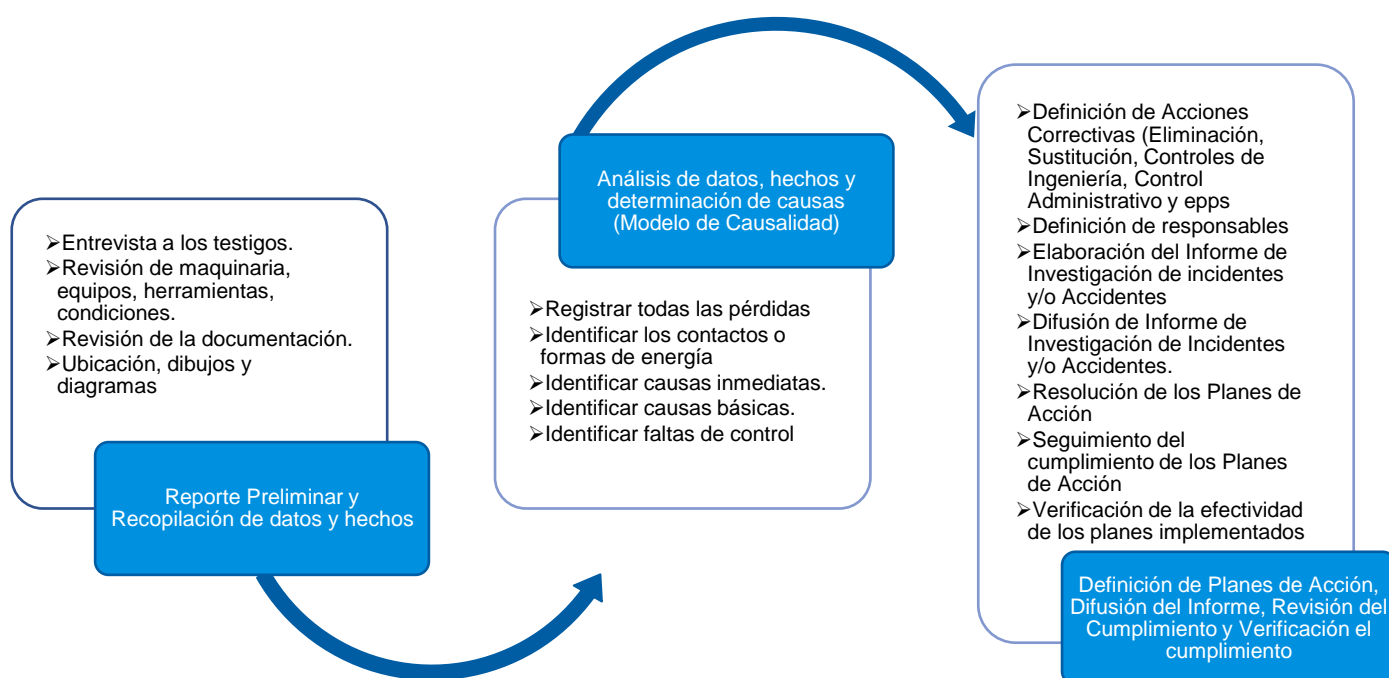 ➢Entrevista a los testigos.
➢Revisión de maquinaria,
equipos, herramientas,
condiciones.
➢Revisión de la documentación.
➢Ubicación, dibujos y
diagramas
Reporte Preliminar y
Recopilación de datos y hechos
Análisis de datos, hechos y
determinación de causas
(Modelo de Causalidad)
➢Registrar todas las pérdidas
➢Identificar los contactos o
formas de energía
➢Identificar causas inmediatas.
➢Identificar causas básicas.
➢Identificar faltas de control
➢Definición de Acciones
Correctivas (Eliminación,
Sustitución, Controles de
Ingeniería, Control
Administrativo y epps
➢Definición de responsables
➢Elaboración del Informe de
Investigación de incidentes
y/o Accidentes
➢Difusión de Informe de
Investigación de Incidentes
y/o Accidentes.
➢Resolución de los Planes de
Acción
➢Seguimiento del
cumplimiento de los Planes
de Acción
➢Verificación de la efectividad
de los planes implementados
Definición de Planes de Acción,
Difusión del Informe, Revisión del
Cumplimiento y Verificación el
cumplimiento